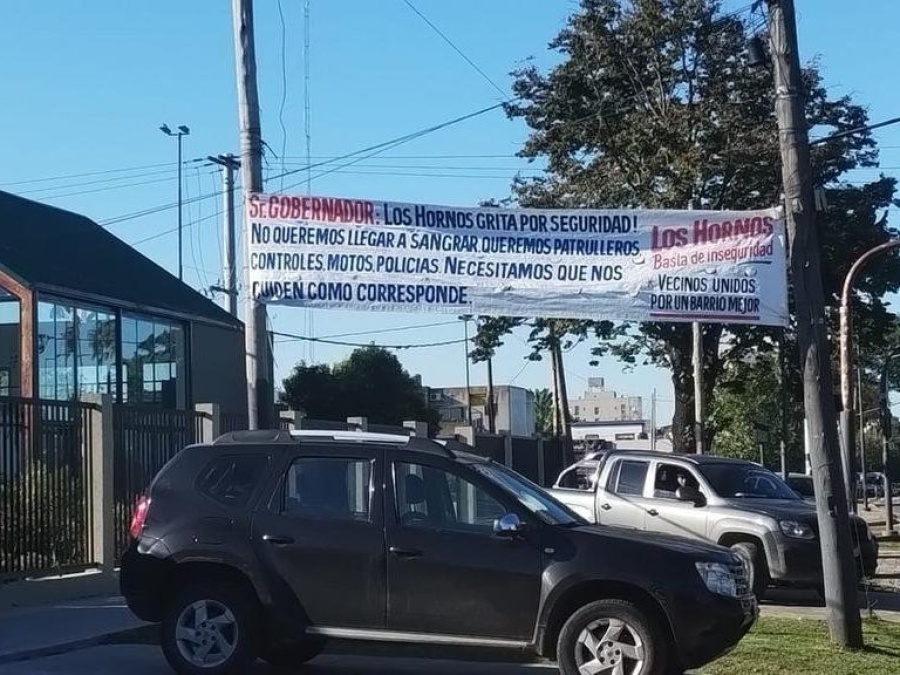 Sr. GOBERNADOR: LOS HORNOS GRITA POR SEGURIDAD!
NO QUEREMOS LLEGAR A SANGRAR. QUEREMOS PATRULLEROS
CONTROLES, MOTOS, POLICIAS. NECESITAMOS QUE NOS
CUIDEN COMO CORRESPONDE.
LOS HORNOS
Basta de inseguridad
VECINOS UNIDOS
POR UN BARRIO MEJOR